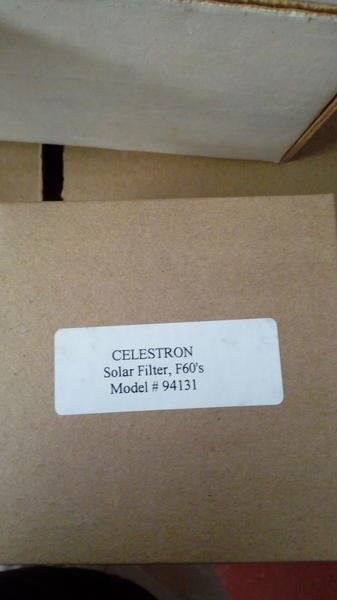 CELESTRON
Solar Filter, F60's
Model # 94131